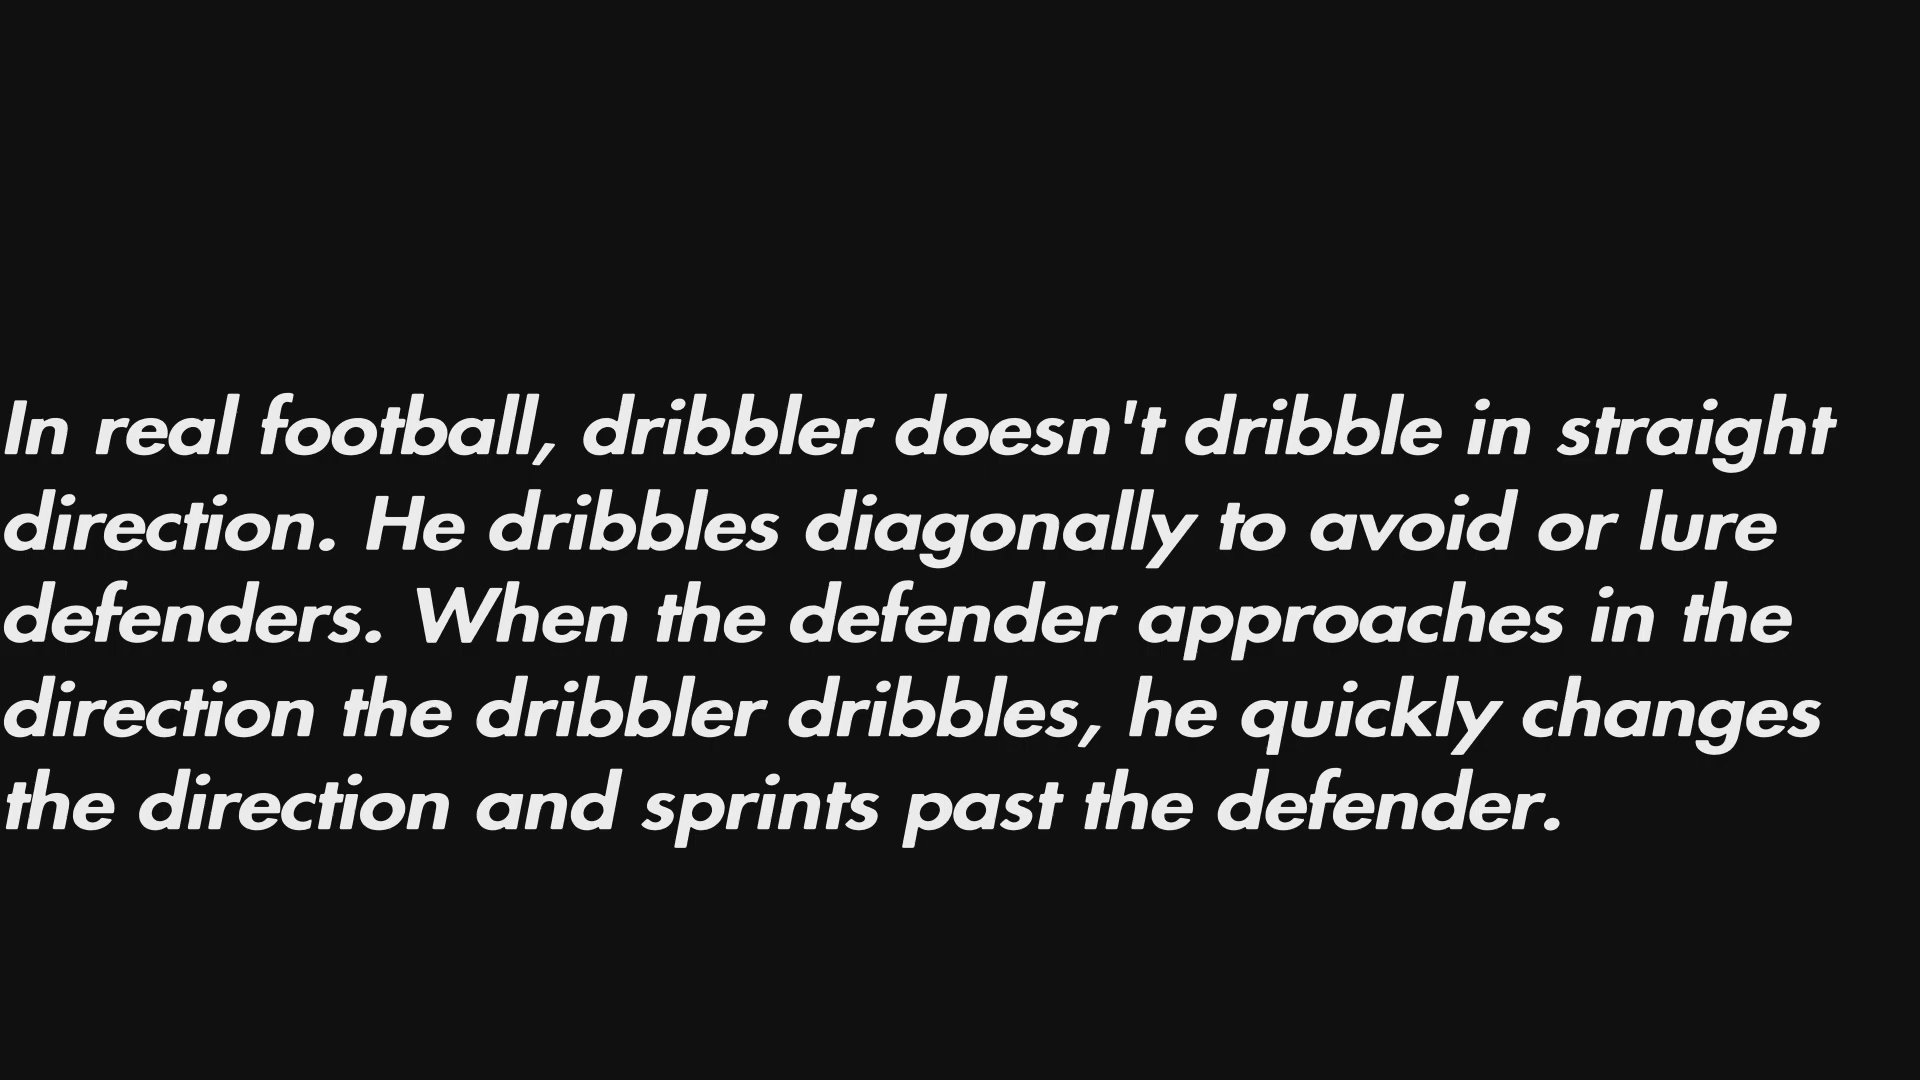 In real football, dribbler doesn't dribble in straight
direction. He dribbles diagonally to avoid or lure
defenders. When the defender approaches in the
direction the dribbler dribbles, he quickly changes
the direction and sprints past the defender.